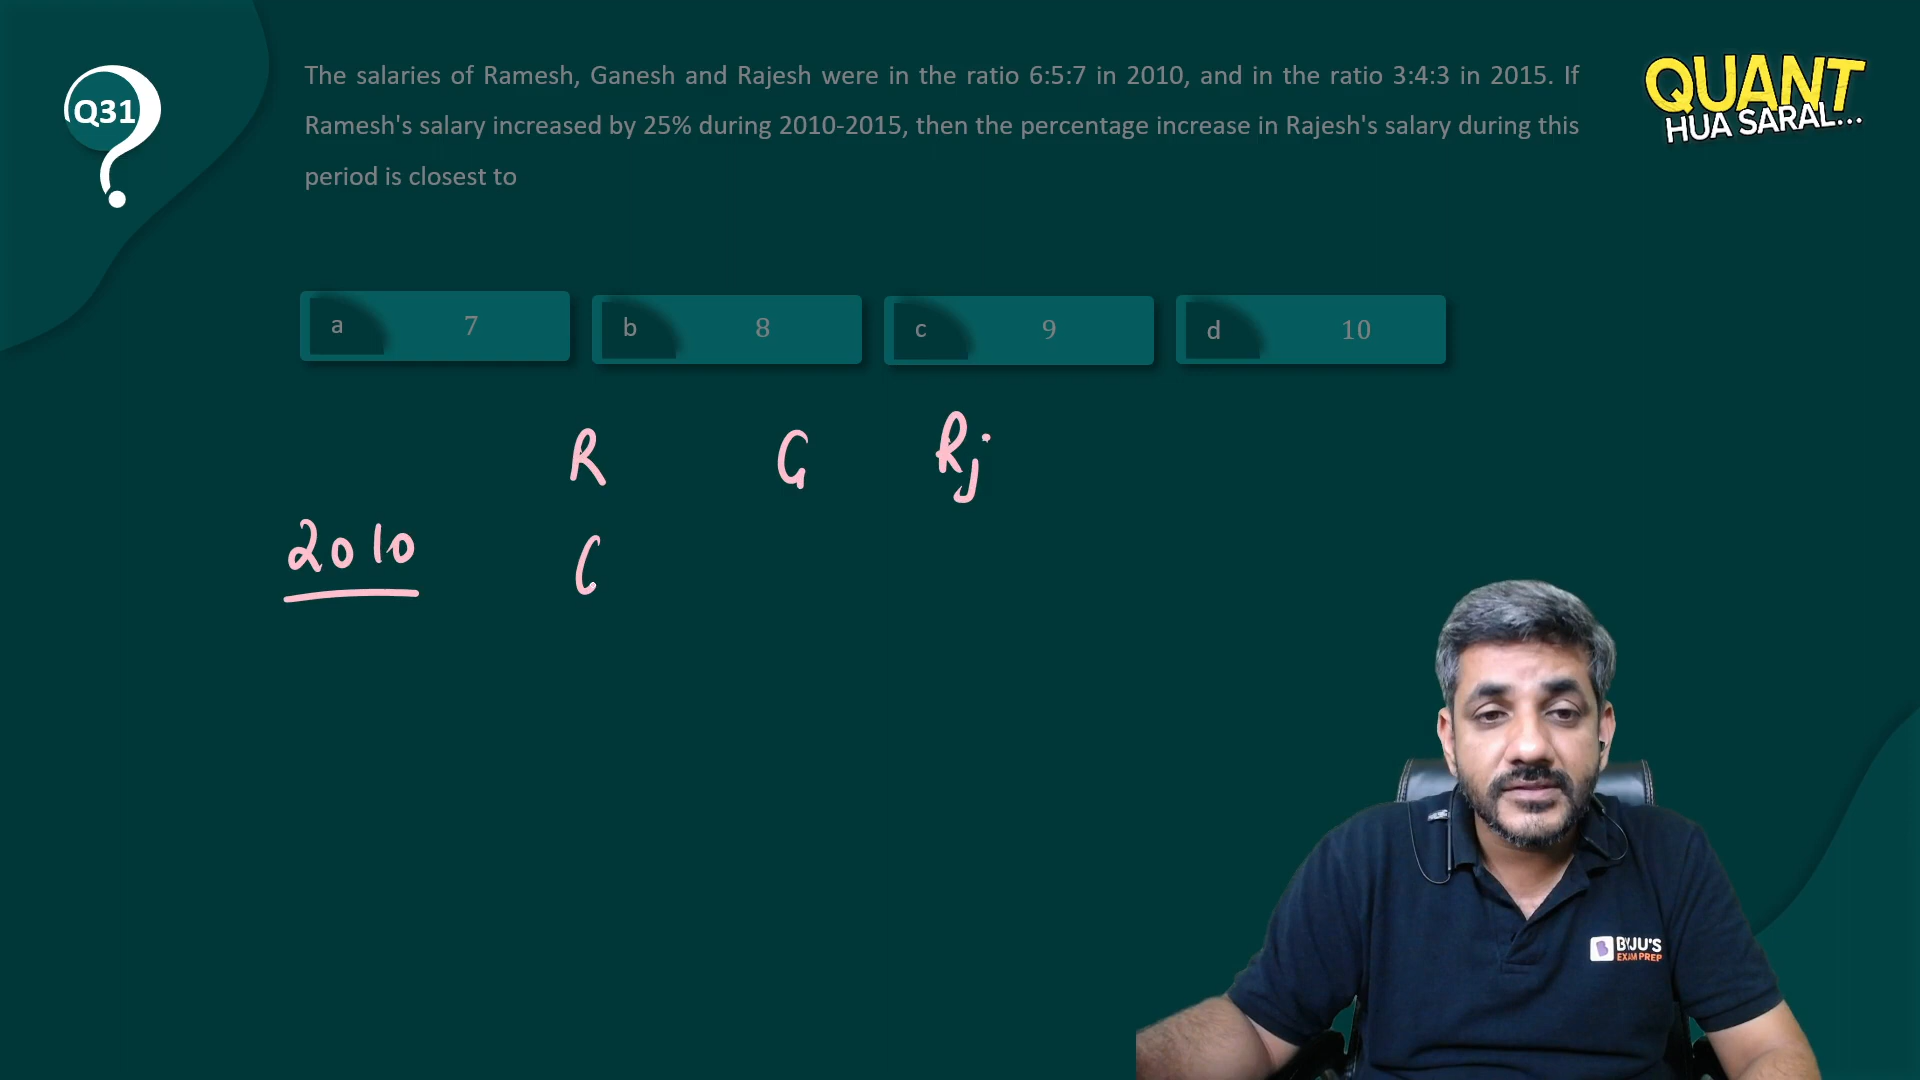 Q31
The salaries of Ramesh, Ganesh and Rajesh were in the ratio 6:5:7 in 2010, and in the ratio 3:4:3 in 2015. If
Ramesh's salary increased by 25% during 2010-2015, then the percentage increase in Rajesh's salary during this
period is closest to
QUANT
HUA SARAL...
a 7 b 8 c 9 d 10
R G Rj
2010
BYJU'S
EXAM PREP